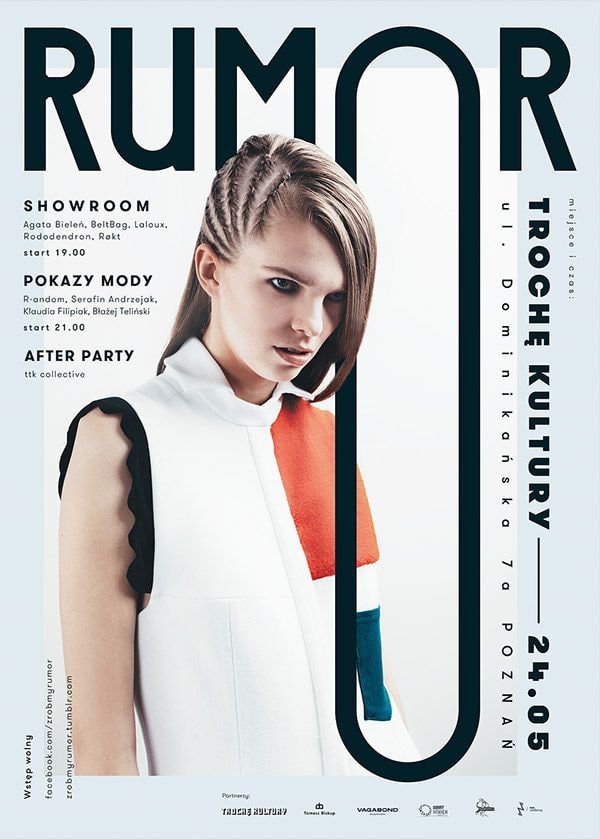 RUMOR
SHOWROOM
Agata Bieleń, BeltBag, Laloux,
Rododendron, Røkt
start 19.00
POKAZY MODY
R-andom, Serafin Andrzejak,
Klaudia Filipiak, Błażej Teliński
start 21.00
AFTER PARTY
ttk collective
miejsce i czas:
TROCHĘ KULTURY — 24.05
ul. Dominikańska 7a POZNAŃ
Wstęp wolny
facebook.com/zrobmyrumor
zrobmyrumor.tumblr.com
Partnerzy:
TROCHĘ KULTURY
Tomasz Biskup
VAGABOND